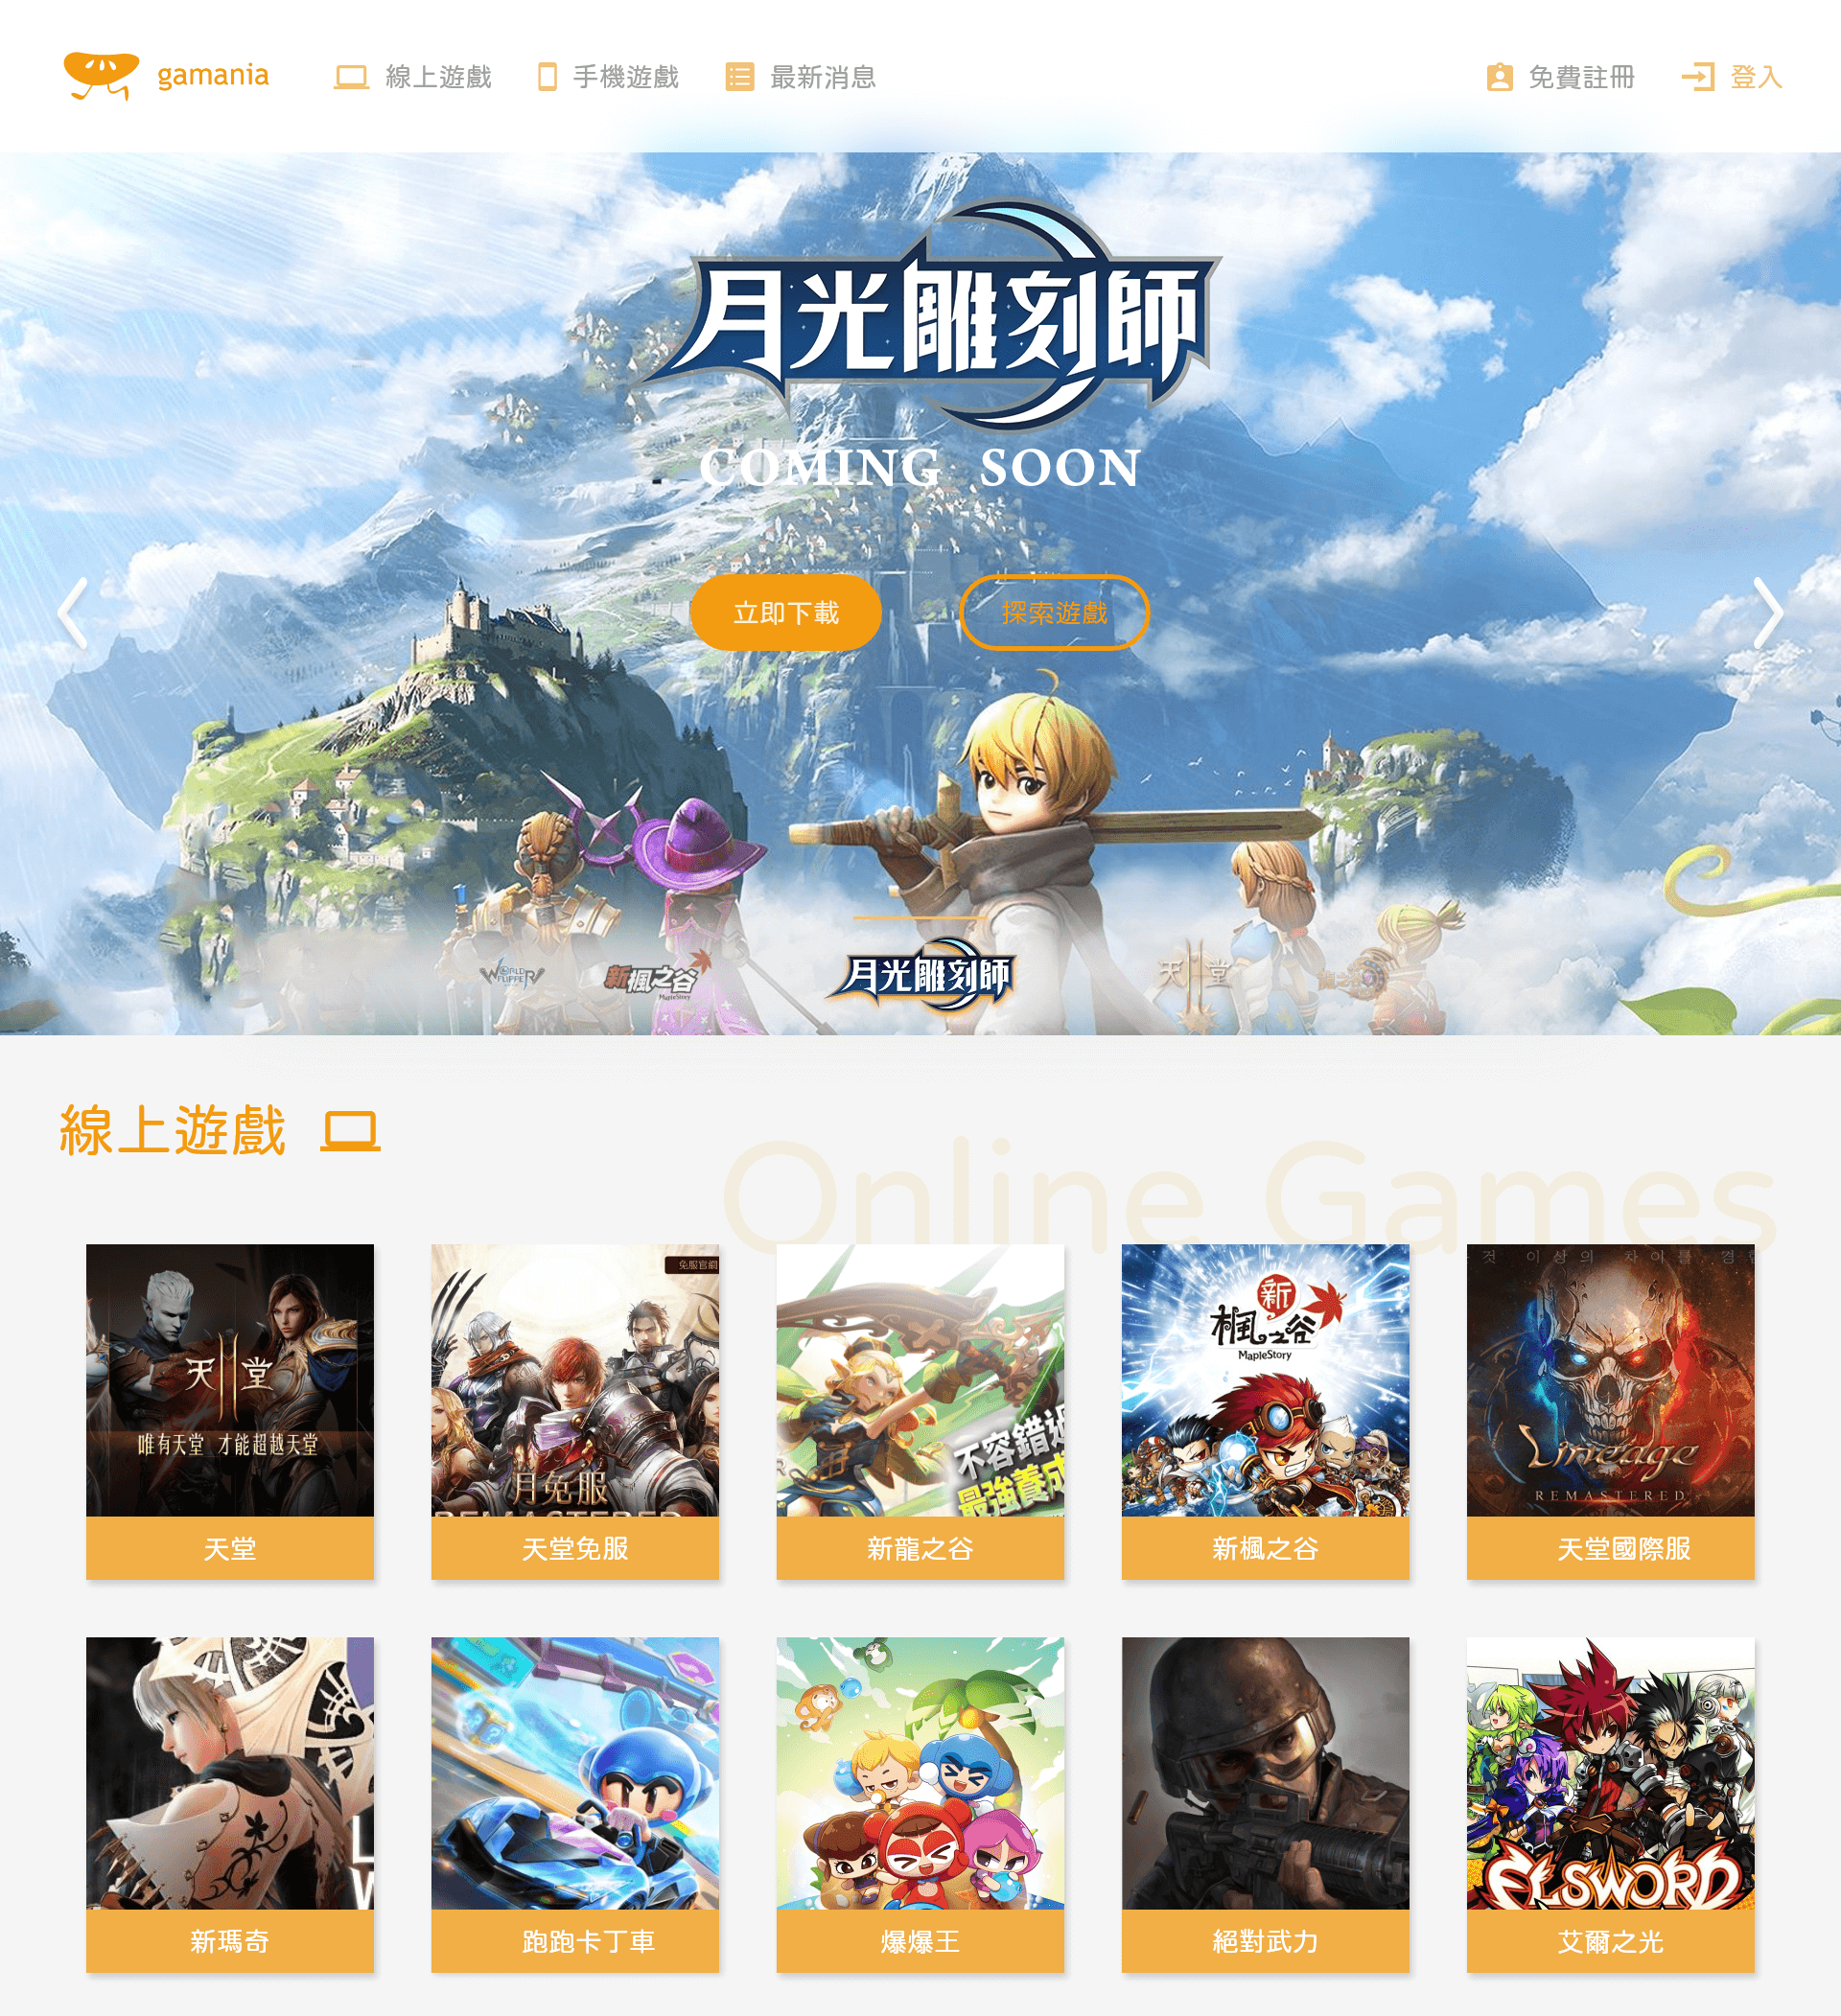 gamania
線上遊戲
手機遊戲
最新消息
免費註冊
登入
月光雕刻師
COMING SOON
立即下載
探索遊戲
WORLD FLIPPER
新楓之谷
MapleStory
月光雕刻師
天堂
龍之谷
線上遊戲
Online Games
天堂
唯有天堂 才能超越天堂
天堂
免服官網
月免服
REMASTERED
天堂免服
不容錯過
最強養成
新龍之谷
新
楓之谷
MapleStory
新楓之谷
것 이상의 차이를 경험
Lineage
REMASTERED
天堂國際服
L
W
新瑪奇
跑跑卡丁車
爆爆王
絕對武力
ELSWORD
艾爾之光